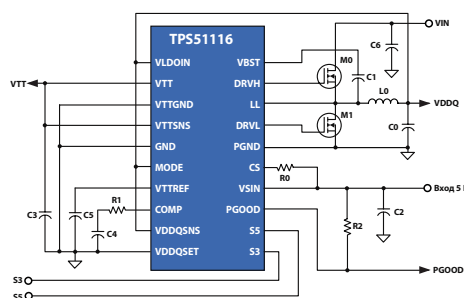 TPS51116
VIN
C6
M0
VLDOIN
VBST
C1
VTT
VTT
DRVH
L0
VTTGND
LL
VDDQ
M1
VTTSNS
DRVL
C0
GND
PGND
MODE
CS
R0
VTTREF
VSIN
Вход 5
R1
C3
C5
COMP
PGOOD
R2
C2
C4
VDDQSNS
S5
VDDQSET
S3
PGOOD
S3
S5